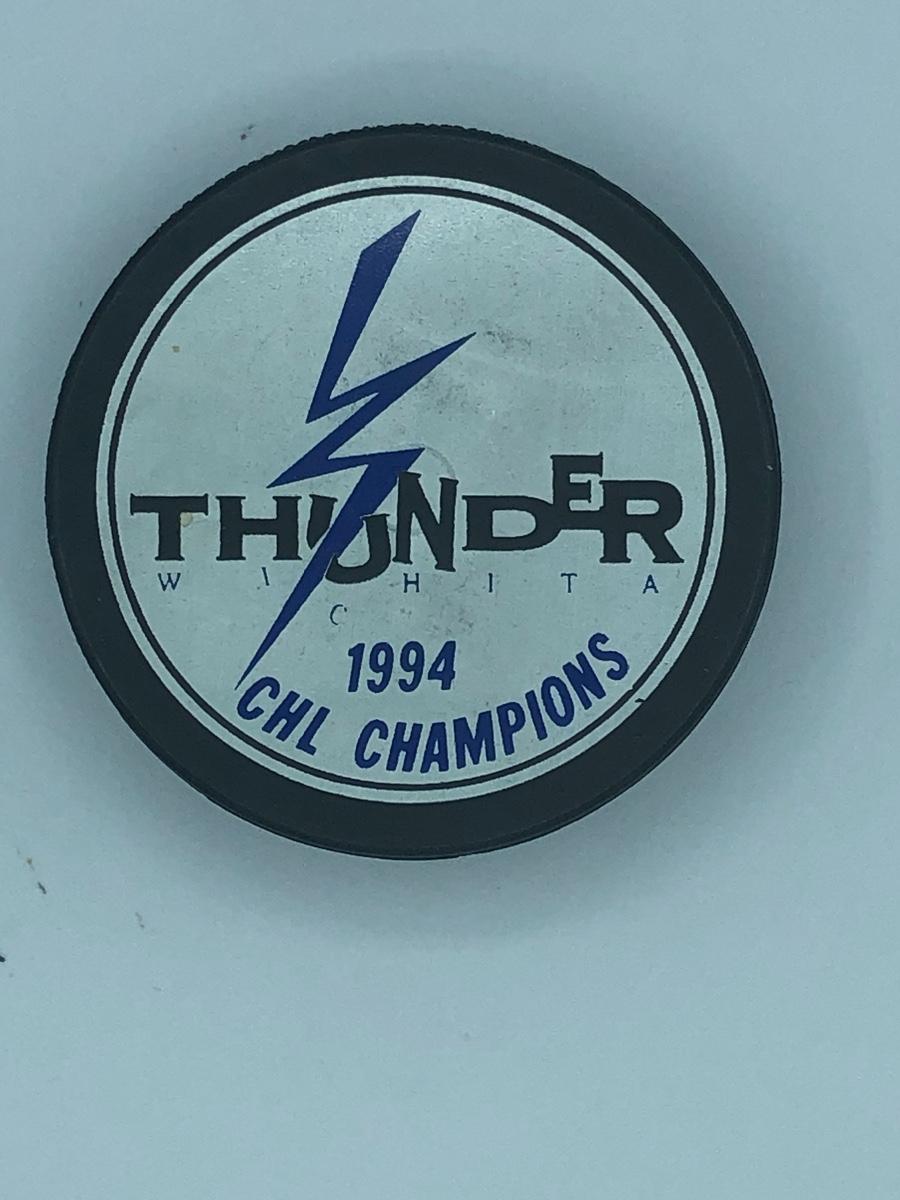 THUNDER
WICHITA
1994
CHL CHAMPIONS